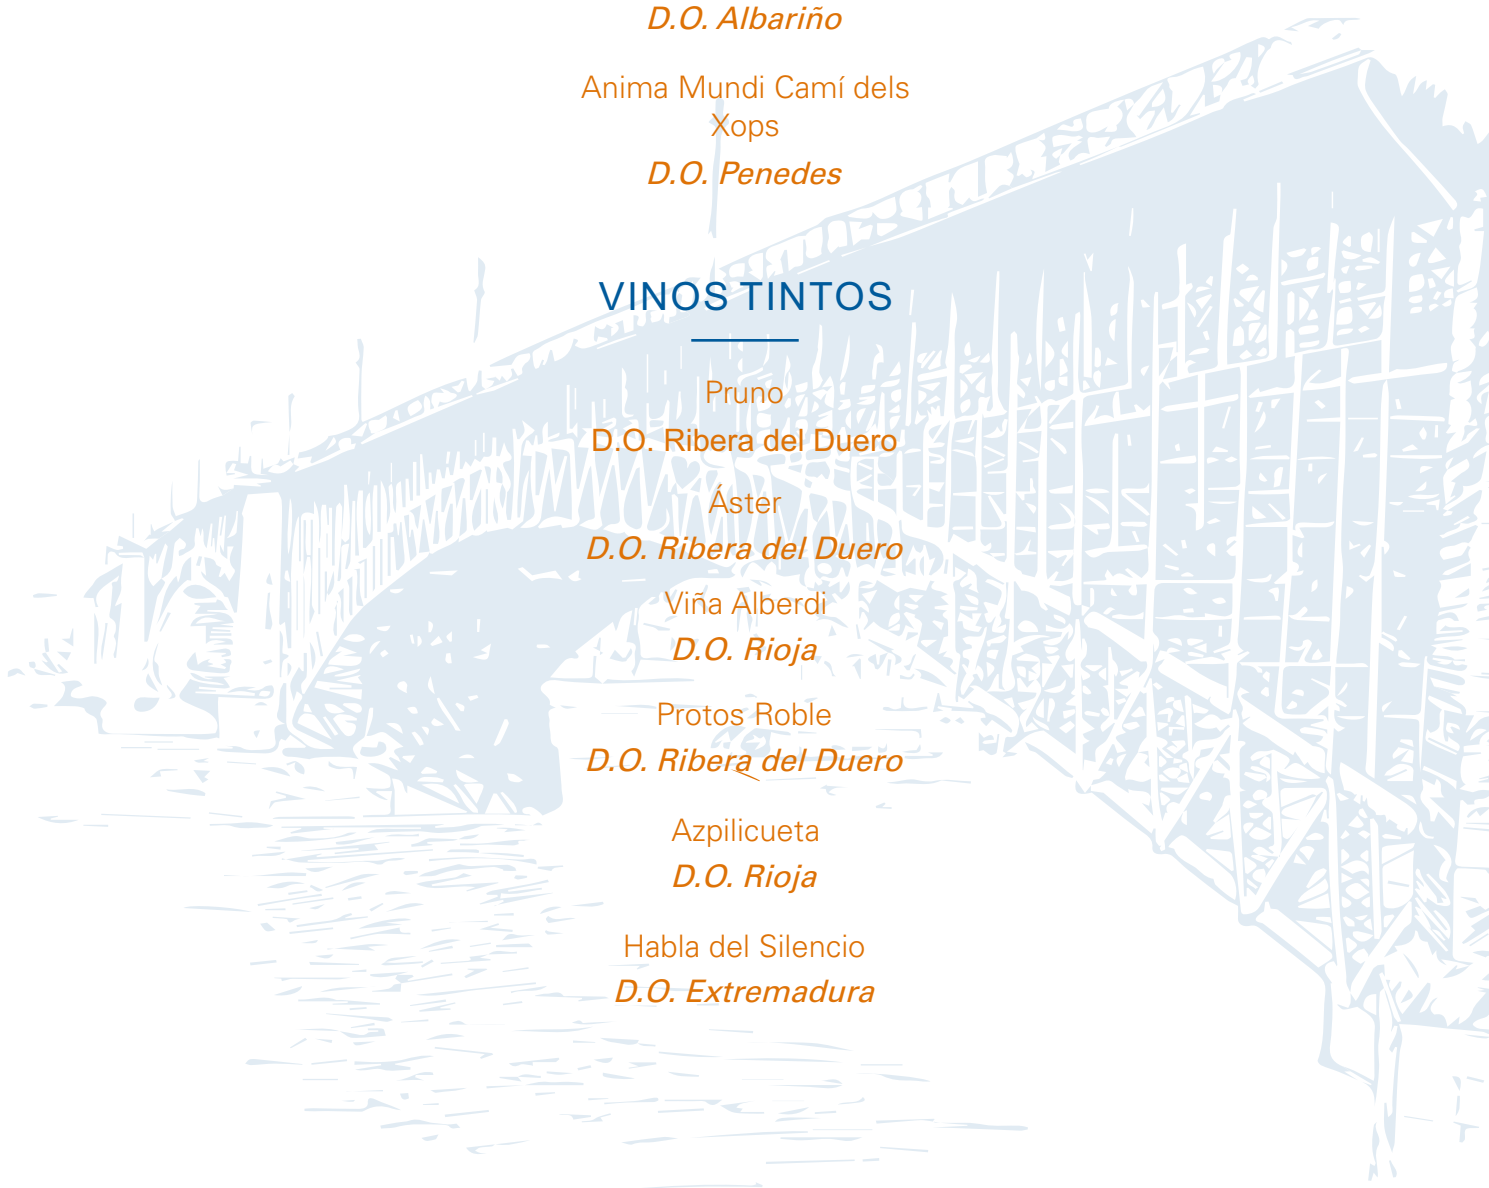 D.O. Albariño
Anima Mundi Camí dels
Xops
D.O. Penedes
VINOS TINTOS
Pruno
D.O. Ribera del Duero
Áster
D.O. Ribera del Duero
Viña Alberdi
D.O. Rioja
Protos Roble
D.O. Ribera del Duero
Azpilicueta
D.O. Rioja
Habla del Silencio
D.O. Extremadura